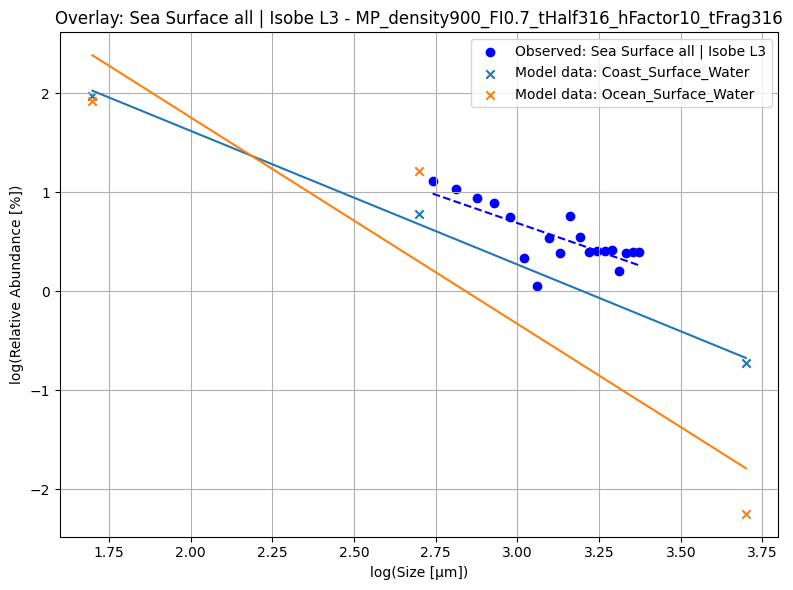 Overlay: Sea Surface all | Isobe L3 - MP_density900_FI0.7_tHalf316_hFactor10_tFrag316
Observed: Sea Surface all | Isobe L3
Model data: Coast_Surface_Water
Model data: Ocean_Surface_Water
log(Relative Abundance [%])
2
1
0
−1
−2
1.75 2.00 2.25 2.50 2.75 3.00 3.25 3.50 3.75
log(Size [μm])